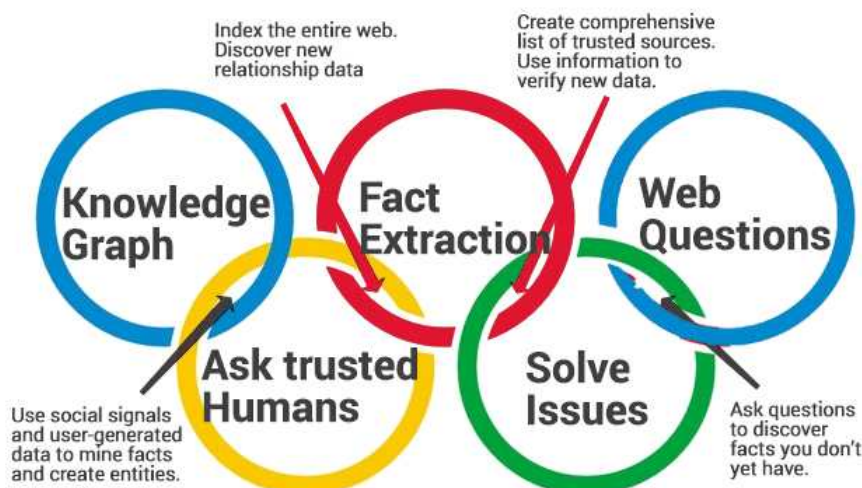 Index the entire web.
Discover new
relationship data
Create comprehensive
list of trusted sources.
Use information to
verify new data.
Knowledge
Graph
Fact
Extraction
Web
Questions
Ask trusted
Humans
Solve
Issues
Use social signals
and user-generated
data to mine facts
and create entities.
Ask questions
to discover
facts you don't
yet have.